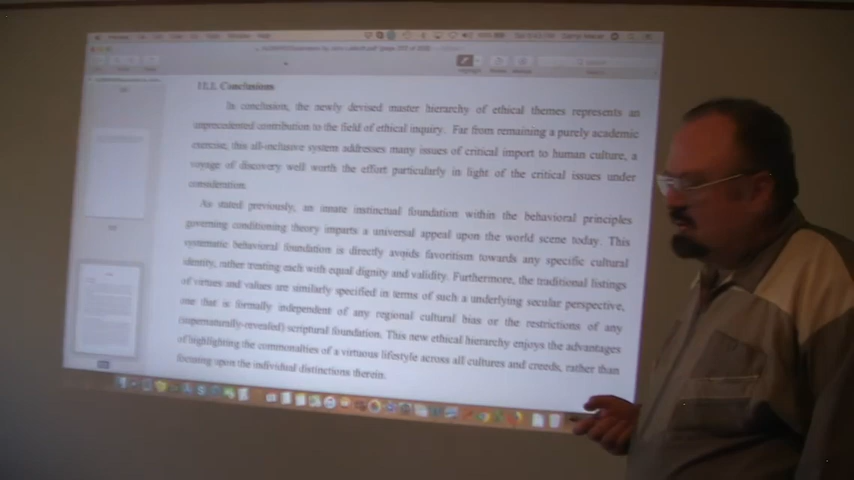 11.1. Conclusions
In conclusion, the newly devised master hierarchy of ethical themes represents an
unprecedented contribution to the field of ethical inquiry. Far from remaining a purely academic
exercise, this all-inclusive system addresses many issues of critical import to human culture, a
voyage of discovery well worth the effort particularly in light of the critical issues under
consideration.
As stated previously, an innate instinctual foundation within the behavioral principles
governing conditioning theory imparts a universal appeal upon the world scene today. This
systematic behavioral foundation is directly avoids favoritism towards any specific cultural
identity, rather trusting each with equal dignity and validity. Furthermore, the traditional listings
of virtues and values are similarly specified in terms of such a underlying secular perspective,
one that is formally independent of any regional cultural bias or the restrictions of any
(supernaturally-revealed) scriptural foundation. This new ethical hierarchy enjoys the advantages
of highlighting the commonalties of a virtuous lifestyle across all cultures and creeds, rather than
focusing upon the individual distinctions therein.